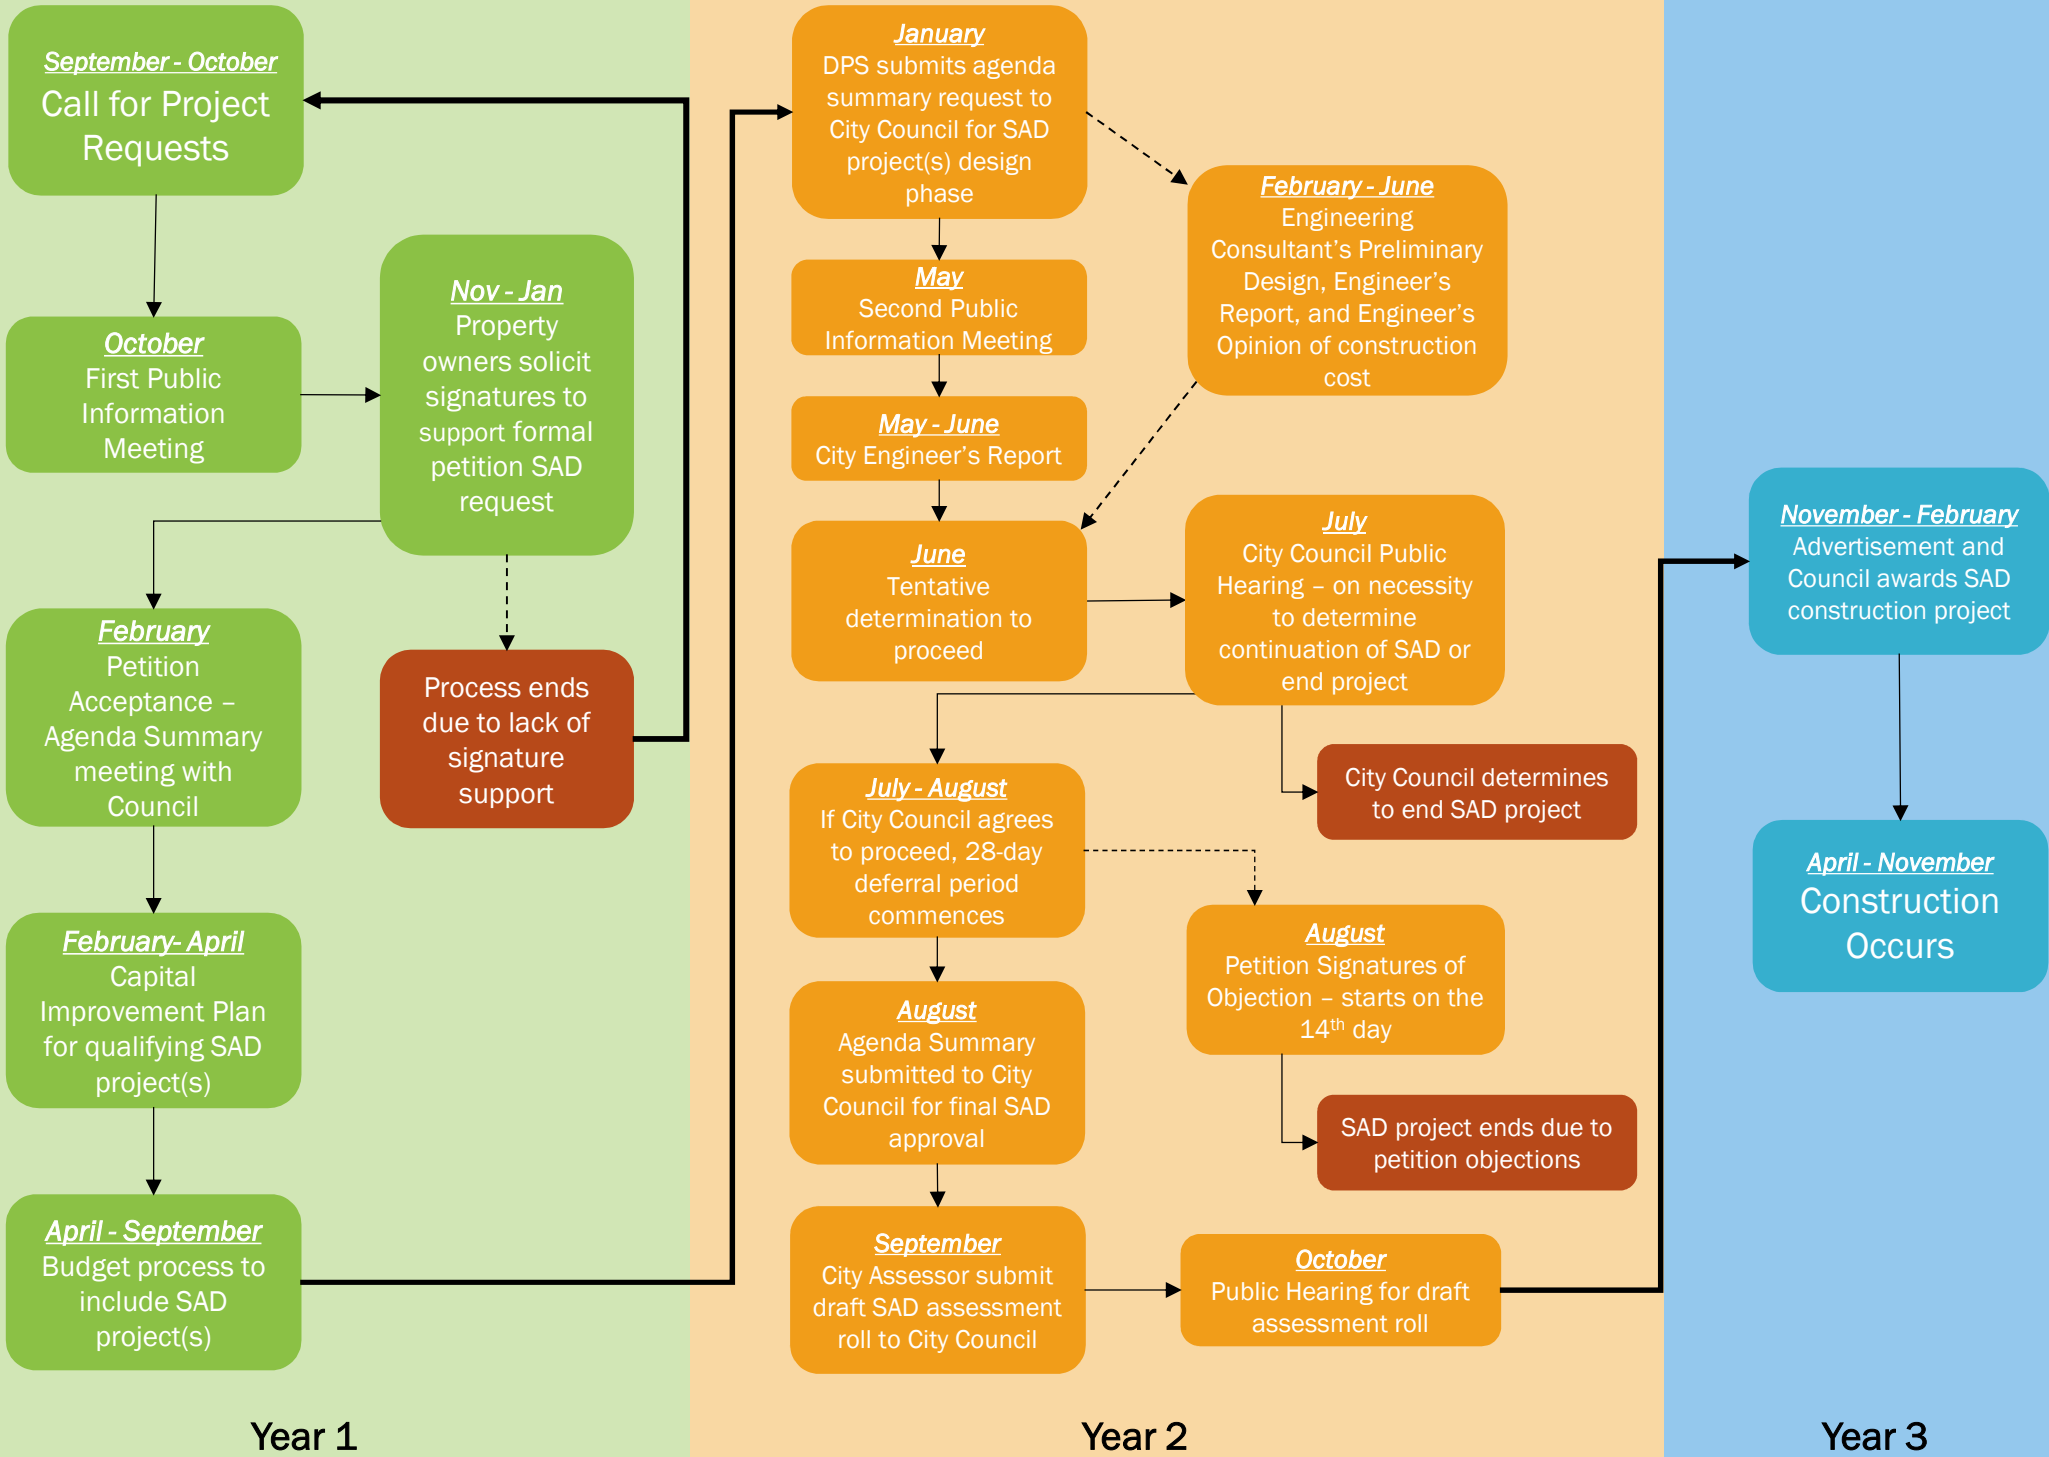 September - October
Call for Project
Requests
October
First Public
Information
Meeting
Nov - Jan
Property
owners solicit
signatures to
support formal
petition SAD
request
Process ends
due to lack of
signature
support
February
Petition
Acceptance –
Agenda Summary
meeting with
Council
February- April
Capital
Improvement Plan
for qualifying SAD
project(s)
April - September
Budget process to
include SAD
project(s)
Year 1
January
DPS submits agenda
summary request to
City Council for SAD
project(s) design
phase
February - June
Engineering
Consultant’s Preliminary
Design, Engineer’s
Report, and Engineer’s
Opinion of construction
cost
May
Second Public
Information Meeting
May - June
City Engineer’s Report
June
Tentative
determination to
proceed
July
City Council Public
Hearing – on necessity
to determine
continuation of SAD or
end project
City Council determines
to end SAD project
July - August
If City Council agrees
to proceed, 28-day
deferral period
commences
August
Petition Signatures of
Objection – starts on the
14th day
SAD project ends due to
petition objections
August
Agenda Summary
submitted to City
Council for final SAD
approval
September
City Assessor submit
draft SAD assessment
roll to City Council
October
Public Hearing for draft
assessment roll
Year 2
November - February
Advertisement and
Council awards SAD
construction project
April - November
Construction
Occurs
Year 3